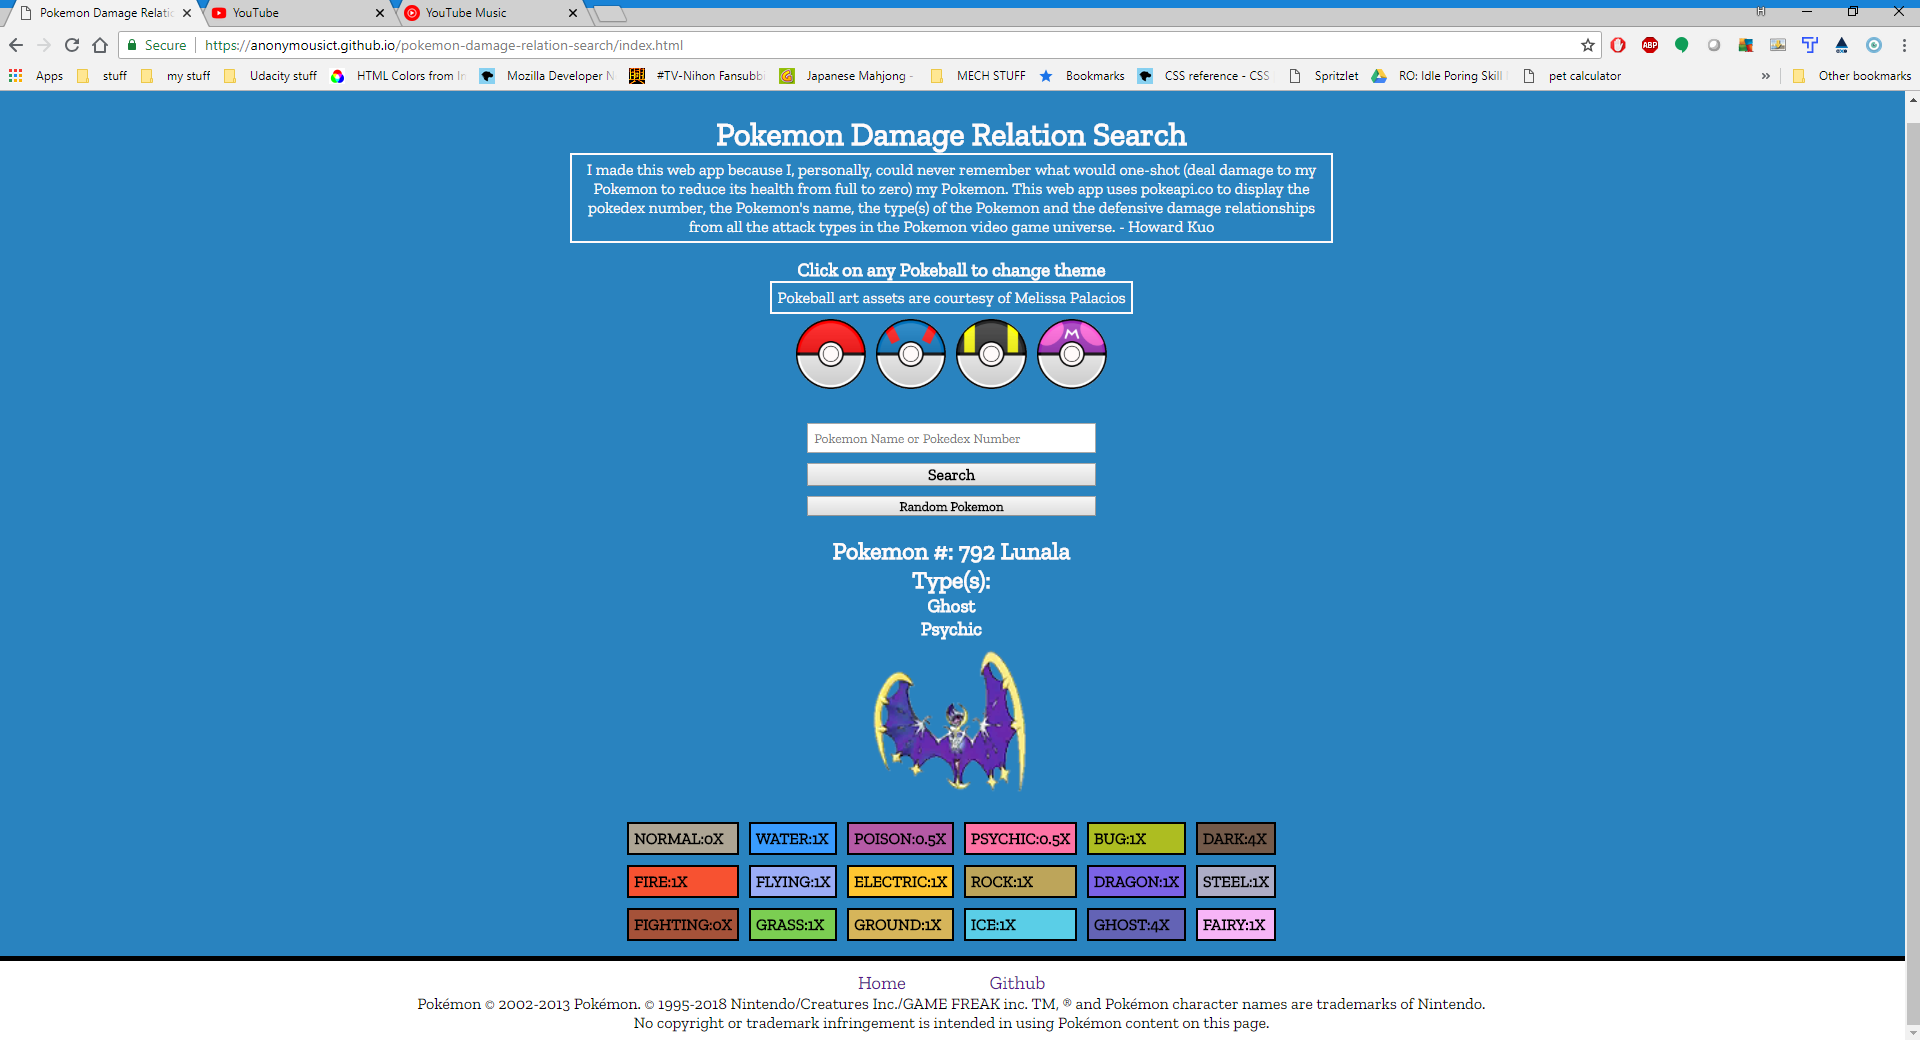 Pokemon Damage Relatic
YouTube
YouTube Music
Secure
https://anonymousict.github.io/pokemon-damage-relation-search/index.html
ABP
Apps
stuff
my stuff
Udacity stuff
HTML Colors from
Mozilla Developer N
#TV-Nihon Fansubb
Japanese Mahjong -
MECH STUFF
Bookmarks
CSS reference - CSS
Spritzlet
RO: Idle Poring Skill
pet calculator
»
Other bookmarks
Pokemon Damage Relation Search
I made this web app because I, personally, could never remember what would one-shot (deal damage to my
Pokemon to reduce its health from full to zero) my Pokemon. This web app uses pokeapi.co to display the
pokedex number, the Pokemon's name, the type(s) of the Pokemon and the defensive damage relationships
from all the attack types in the Pokemon video game universe. - Howard Kuo
Click on any Pokeball to change theme
Pokeball art assets are courtesy of Melissa Palacios
M
Pokemon Name or Pokedex Number
Search
Random Pokemon
Pokemon #: 792 Lunala
Type(s):
Ghost
Psychic
NORMAL:0X WATER:1X POISON:0.5X PSYCHIC:0.5X BUG:1X DARK:4X
FIRE:1X FLYING:1X ELECTRIC:1X ROCK:1X DRAGON:1X STEEL:1X
FIGHTING:0X GRASS:1X GROUND:1X ICE:1X GHOST:4X FAIRY:1X
Home Github
Pokémon © 2002-2013 Pokémon. © 1995-2018 Nintendo/Creatures Inc./GAME FREAK inc. TM, ® and Pokémon character names are trademarks of Nintendo.
No copyright or trademark infringement is intended in using Pokémon content on this page.